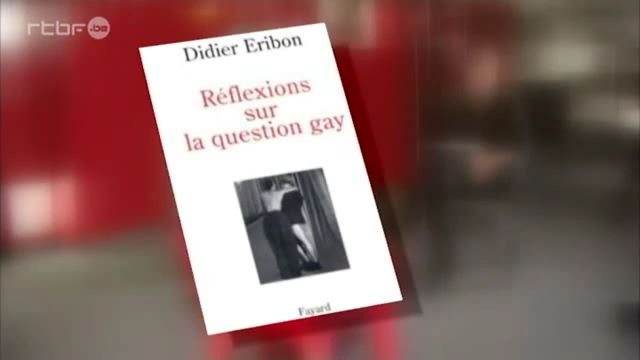 rtbf.be
Didier Eribon
Réflexions
sur
la question gay
Fayard